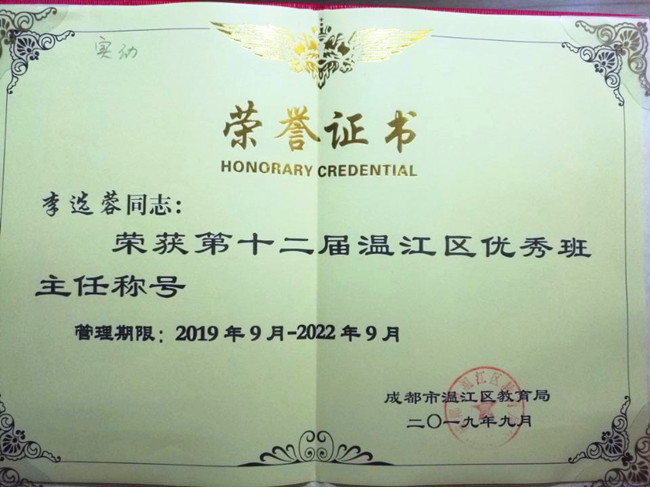 实幼
荣誉证书
HONORARY CREDENTIAL
李选蓉同志：
荣获第十二届温江区优秀班
主任称号
管理期限：2019年9月-2022年9月
成都市温江区教育局
二〇一九年九月